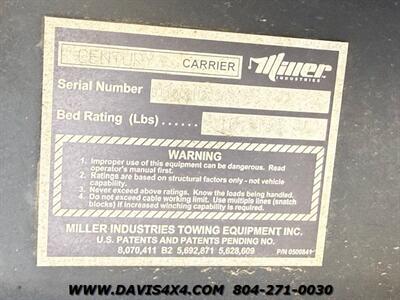 CENTURY CARRIER Miller
INDUSTRIES
Serial Number
Bed Rating (Lbs) ......
WARNING
1. Improper use of this equipment can be dangerous. Read
operator's manual first.
2. Ratings are based on structural factors only - not vehicle
capability.
3. Never exceed above ratings. Know the loads being handled.
4. Do not exceed cable working limit. Use multiple lines (snatch
blocks) if increased winching capability is required.
MILLER INDUSTRIES TOWING EQUIPMENT INC.
U.S. PATENTS AND PATENTS PENDING NO.
8,070,411 B2 5,692,871 5,628,609
P/N 0500841
WWW.DAVIS4X4.COM 804-271-0030